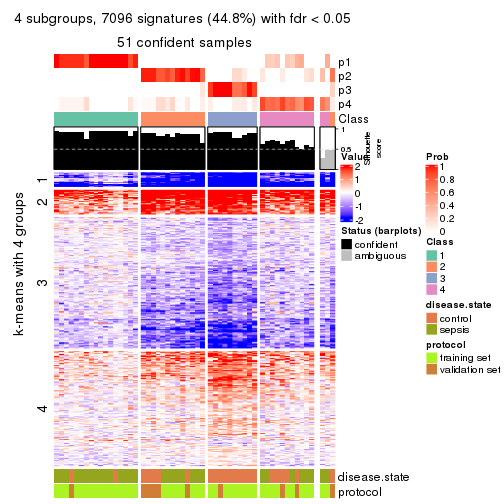 4 subgroups, 7096 signatures (44.8%) with fdr < 0.05
51 confident samples
p1
p2
p3
p4
Class
1
0.5
0
Silhouette
score
k-means with 4 groups
1
2
3
4
disease.state
protocol
Value
2
1
0
-1
-2
Status (barplots)
confident
ambiguous
Prob
1
0.8
0.6
0.4
0.2
0
Class
1
2
3
4
disease.state
control
sepsis
protocol
training set
validation set